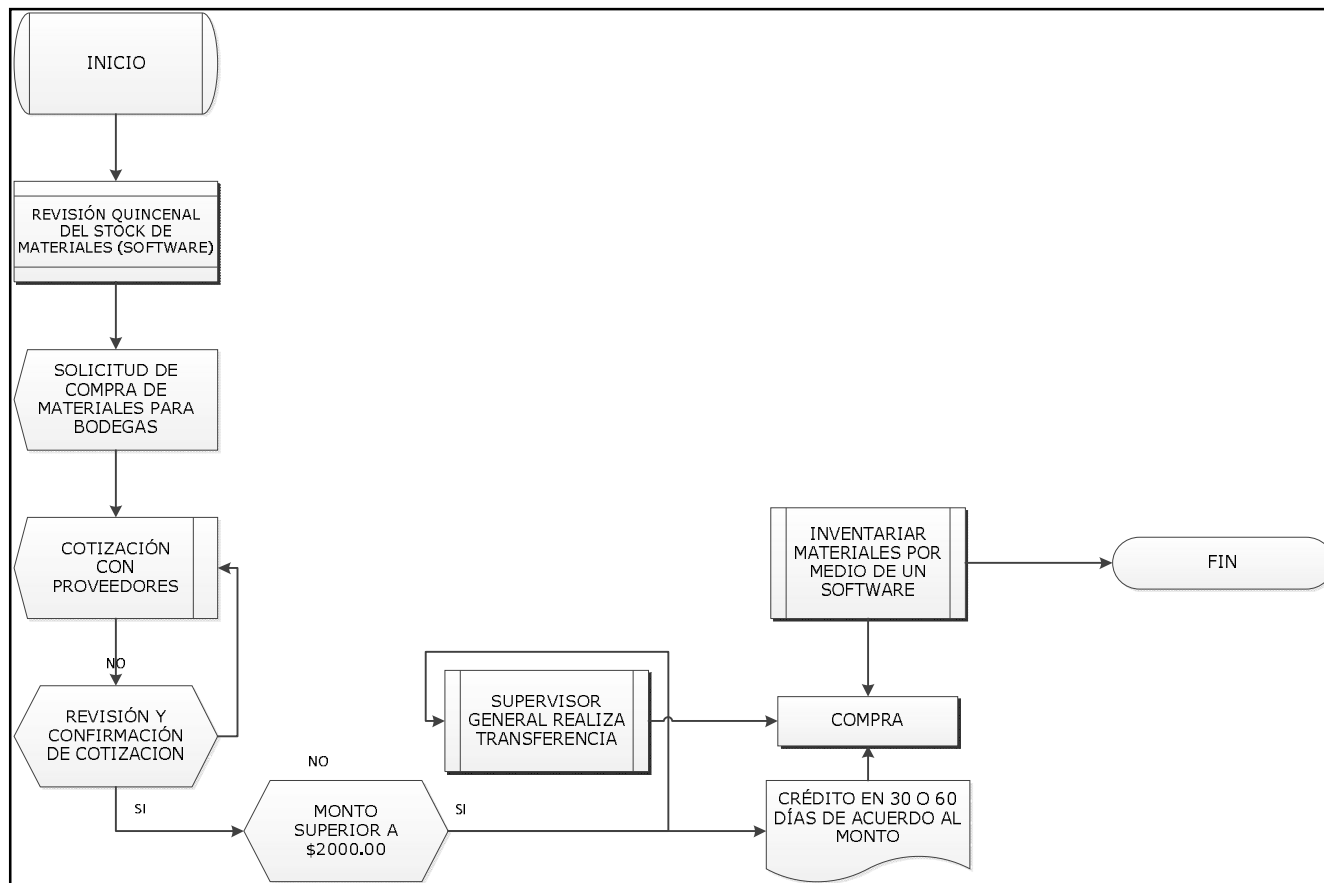 INICIO
REVISIÓN QUINCENAL
DEL STOCK DE
MATERIALES (SOFTWARE)
SOLICITUD DE
COMPRA DE
MATERIALES PARA
BODEGAS
COTIZACIÓN
CON
PROVEEDORES
NO
REVISIÓN Y
CONFIRMACIÓN
DE COTIZACION
SI
NO
MONTO
SUPERIOR A
$2000.00
SI
SUPERVISOR
GENERAL REALIZA
TRANSFERENCIA
INVENTARIAR
MATERIALES POR
MEDIO DE UN
SOFTWARE
COMPRA
CRÉDITO EN 30 O 60
DÍAS DE ACUERDO AL
MONTO
FIN